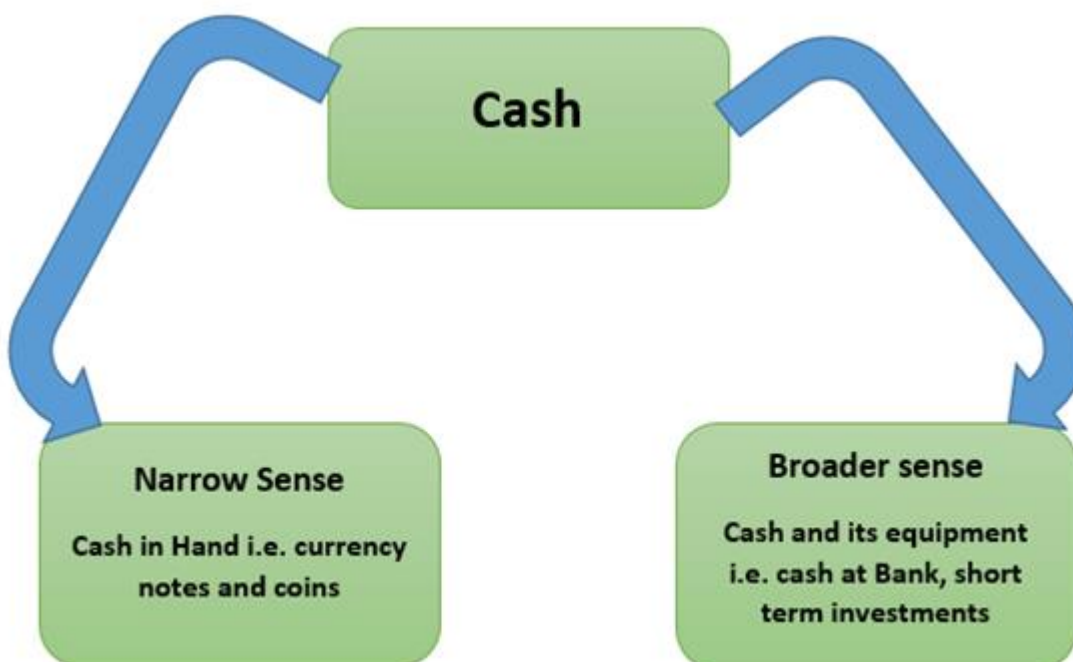 Cash
Narrow Sense
Cash in Hand i.e. currency
notes and coins
Broader sense
Cash and its equipment
i.e. cash at Bank, short
term investments